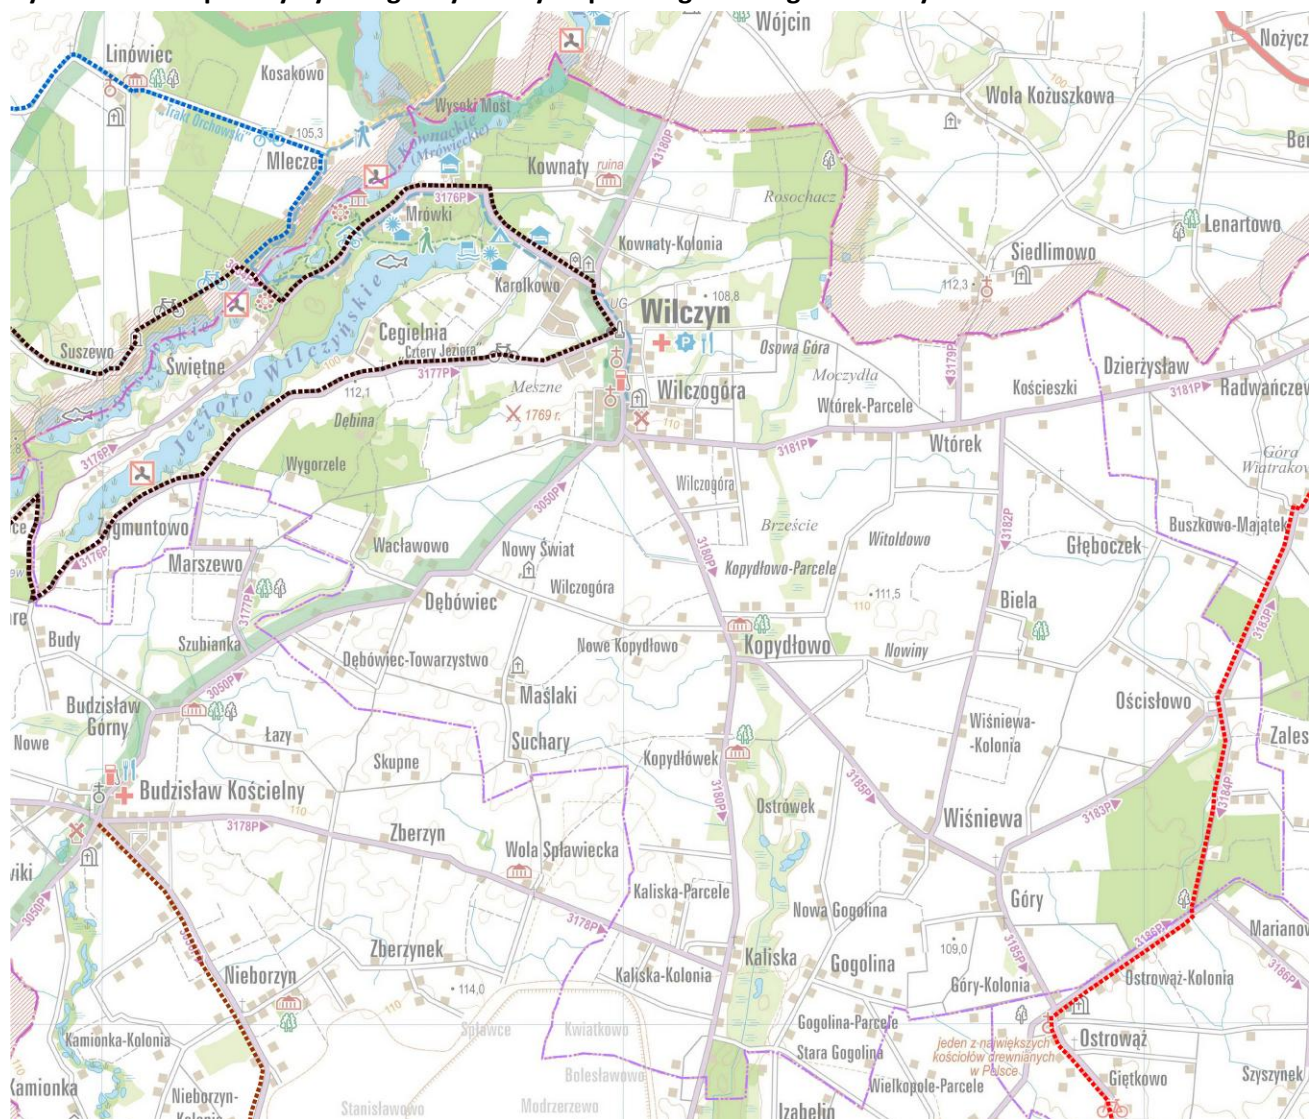 Wójcin
Nożycz
Linówiec
Kosakowo
Wysoki Most
Wola Kożuszkowa
"Trakt Orchowski"
105,3
Kownackie
(Mrówieckie)
3180P
100
Mlecze
Kownaty
ruina
Rosochacz
3176P
Mrówki
Lenartowo
Kownaty-Kolonia
Siedlimowo
Karolkowo
UG
108,8
112,3
Wilczyn
P
Cegielnia
Suszewo
"Cztery Jeziora"
Osowa Góra
3179P
Świętne
Jezioro Wilczyńskie
100
3177P
Meszne
Moczydła
Dzierżysław
112,1
Wilczogóra
Kościeszki
3181P
Radwańczew
Dębina
1769 r.
110
Wtórek-Parcele
3176P
3181P
Wtórek
Góra
Wiatrakow
Wygorzele
Wilczogóra
3050P
Brzeście
3182P
Buszkowo-Majątek
Zygmuntowo
3176P
Wacławowo
Nowy Świat
Witoldowo
Głęboczek
Marszewo
3180P
Kopydłowo-Parcele
Wilczogóra
111,5
110
Biela
3183P
3177P
Dębówiec
Budy
Szubianka
Nowe Kopydłowo
Kopydłowo
Nowiny
Dębówiec-Towarzystwo
3050P
Maślaki
Ościsłowo
Budzisław
Górny
Łazy
Wiśniewa-
-Kolonia
Nowe
Suchary
Zales
Skupne
Kopydłówek
3185P
3184P
Budzisław Kościelny
110
3180P
Ostrówek
3183P
3178P
Zberzyn
Wiśniewa
Wola Spławiecka
Kaliska-Parcele
Góry
3050P
Nowa Gogolina
3178P
Zberzynek
3186P
Marianow
109,0
Kaliska
Gogolina
3185P
Nieborzyn
Kaliska-Kolonia
Góry-Kolonia
Ostrowąż-Kolonia
3186P
114,0
110
Gogolina-Parcele
Spławce
Kwiatkowo
Kamionka-Kolonia
jeden z największych
kościołów drewnianych
w Polsce
Ostrowąż
Stara Gogolina
110
Bolesławowo
Giętkowo
Szyszynek
Kamionka
Nieborzyn-
Wielkopole-Parcele
Stanisławowo
Modrzerzewo
Izabelin